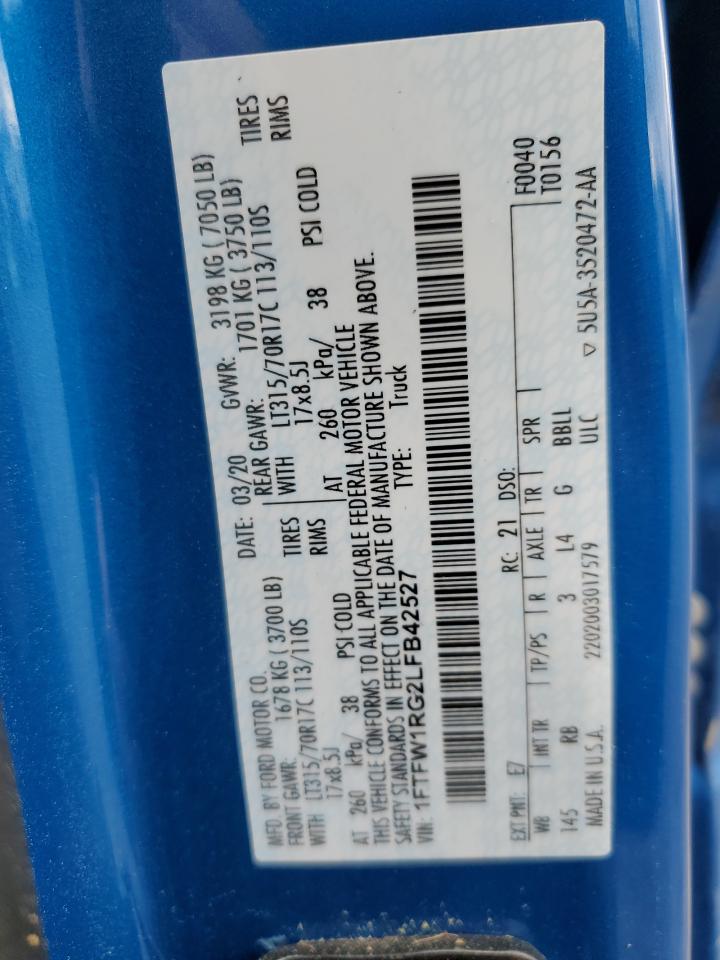 MFD. BY FORD MOTOR CO.
DATE: 03/20 GVWR: 3198 KG ( 7050 LB)
FRONT GAWR: 1678 KG ( 3700 LB) REAR GAWR: 1701 KG ( 3750 LB)
WITH LT315/70R17C 113/110S TIRES WITH LT315/70R17C 113/110S TIRES
17x8.5J RIMS 17x8.5J RIMS
AT 260 kPa/ 38 PSI COLD AT 260 kPa/ 38 PSI COLD
THIS VEHICLE CONFORMS TO ALL APPLICABLE FEDERAL MOTOR VEHICLE
SAFETY STANDARDS IN EFFECT ON THE DATE OF MANUFACTURE SHOWN ABOVE.
VIN: 1FTFW1RG2LFB42527 TYPE: Truck
F0040
EXT PNT: E7 RC: 21 DSO: T0156
WB INT TR TP/PS R AXLE TR SPR
145 RB 3 L4 G BBLL
MADE IN U.S.A. 2202003017579 ULC ▽ 5U5A-3520472-AA